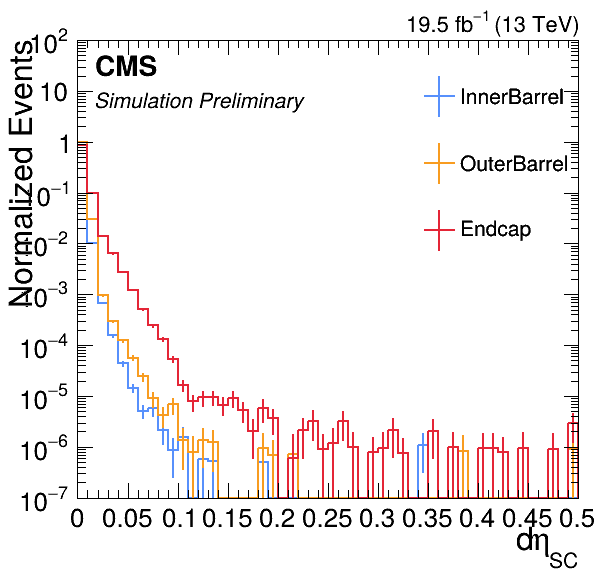 19.5 fb⁻¹ (13 TeV)
CMS
Simulation Preliminary
InnerBarrel
OuterBarrel
Endcap
Normalized Events
10²
10
1
10⁻¹
10⁻²
10⁻³
10⁻⁴
10⁻⁵
10⁻⁶
10⁻⁷
0 0.05 0.1 0.15 0.2 0.25 0.3 0.35 0.4 0.45 0.5
dη_SC